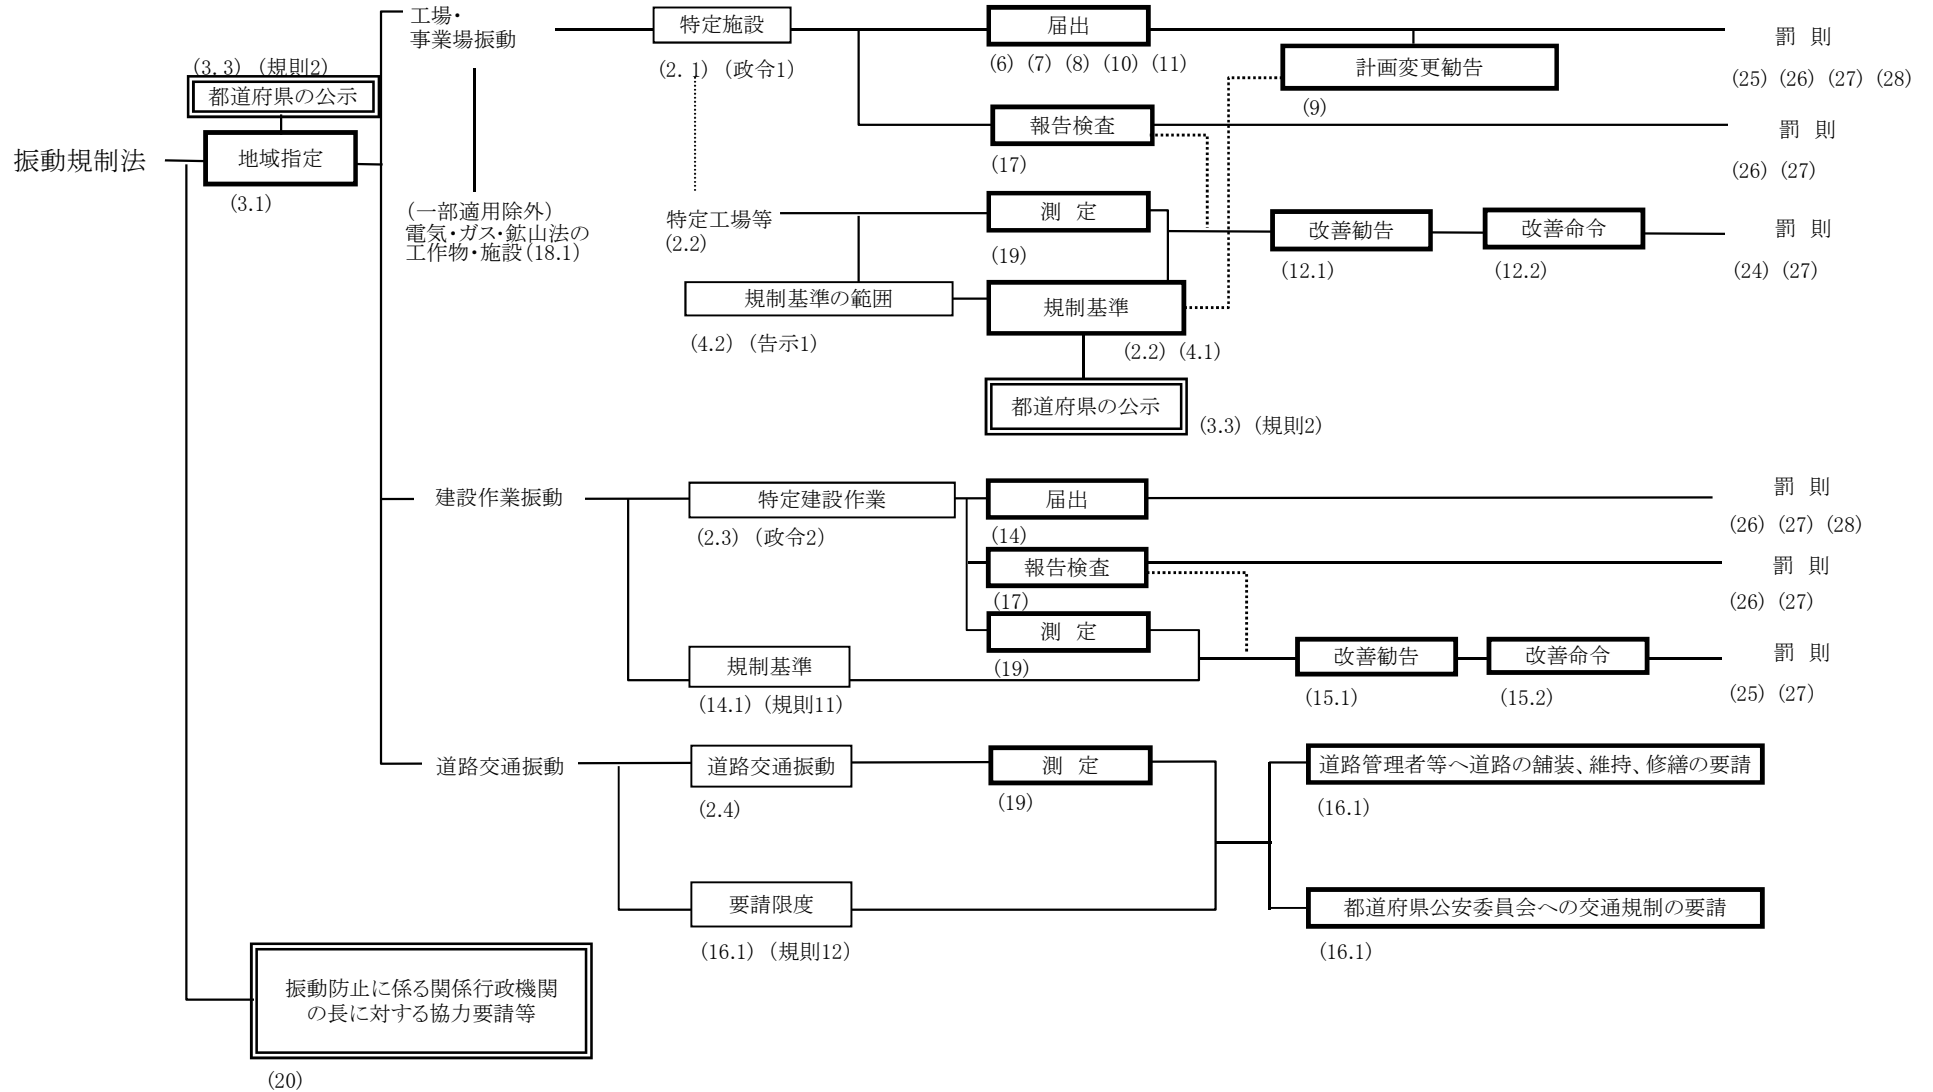 工場・
事業場振動
特定施設
(2. 1) (政令1)
届出
(6) (7) (8) (10) (11)
計画変更勧告
(9)
罰 則
(25) (26) (27) (28)
(3. 3) (規則2)
都道府県の公示
報告検査
(17)
罰 則
(26) (27)
振動規制法
地域指定
(3.1)
(一部適用除外)
電気・ガス・鉱山法の
工作物・施設(18.1)
特定工場等
(2.2)
測 定
(19)
改善勧告
(12.1)
改善命令
(12.2)
罰 則
(24) (27)
規制基準の範囲
(4.2) (告示1)
規制基準
(2.2) (4.1)
都道府県の公示
(3.3) (規則2)
建設作業振動
特定建設作業
(2.3) (政令2)
届出
(14)
罰 則
(26) (27) (28)
報告検査
(17)
罰 則
(26) (27)
測 定
(19)
規制基準
(14.1) (規則11)
改善勧告
(15.1)
改善命令
(15.2)
罰 則
(25) (27)
道路交通振動
道路交通振動
(2.4)
測 定
(19)
道路管理者等へ道路の舗装、維持、修繕の要請
(16.1)
要請限度
(16.1) (規則12)
都道府県公安委員会への交通規制の要請
(16.1)
振動防止に係る関係行政機関
の長に対する協力要請等
(20)